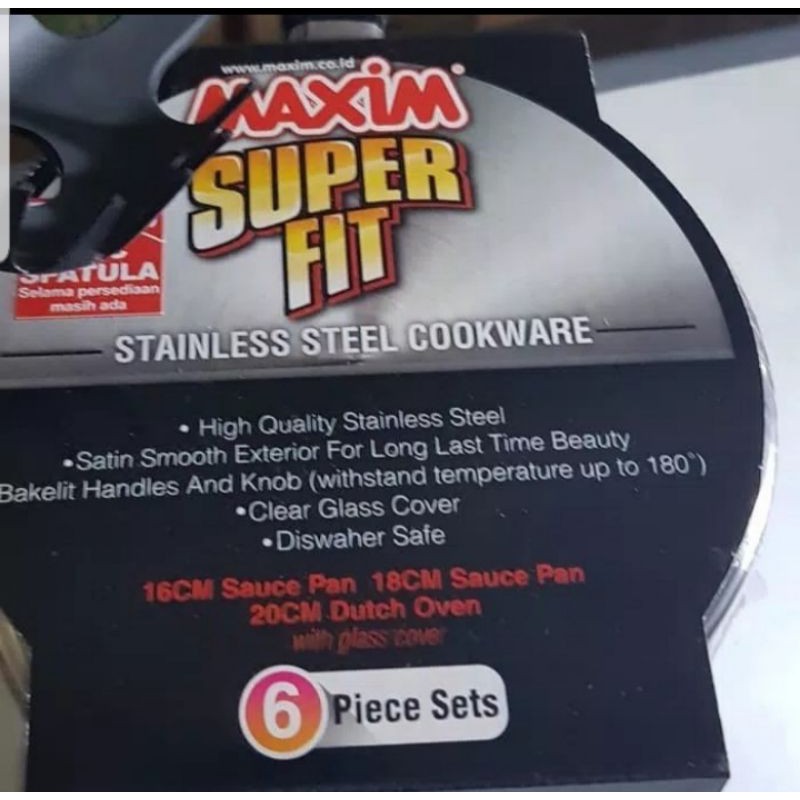 www.maxim.co.id
MAXiM
SUPER
FIT
SPATULA
Selama persediaan
masih ada
STAINLESS STEEL COOKWARE
• High Quality Stainless Steel
•Satin Smooth Exterior For Long Last Time Beauty
Bakelit Handles And Knob (withstand temperature up to 180°)
•Clear Glass Cover
•Diswaher Safe
16CM Sauce Pan 18CM Sauce Pan
20CM Dutch Oven
with glass cover
6 Piece Sets